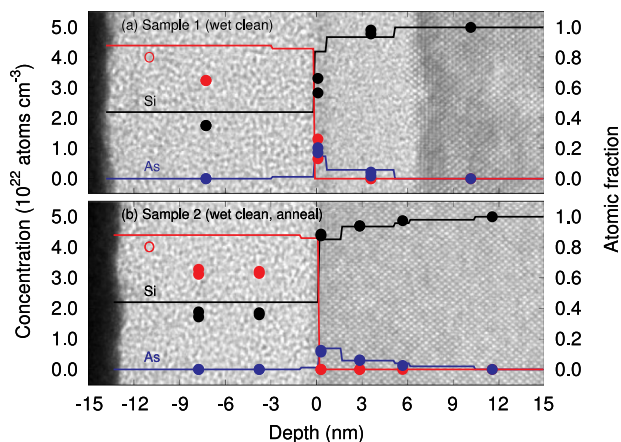 (a) Sample 1 (wet clean)
5.0 1.0
4.0 0.8
3.0 0.6
2.0 0.4
1.0 0.2
0.0 0.0
O
Si
As
(b) Sample 2 (wet clean, anneal)
5.0 1.0
4.0 0.8
3.0 0.6
2.0 0.4
1.0 0.2
0.0 0.0
O
Si
As
-15 -12 -9 -6 -3 0 3 6 9 12 15
Depth (nm)
Concentration (10²² atoms cm⁻³)
Atomic fraction